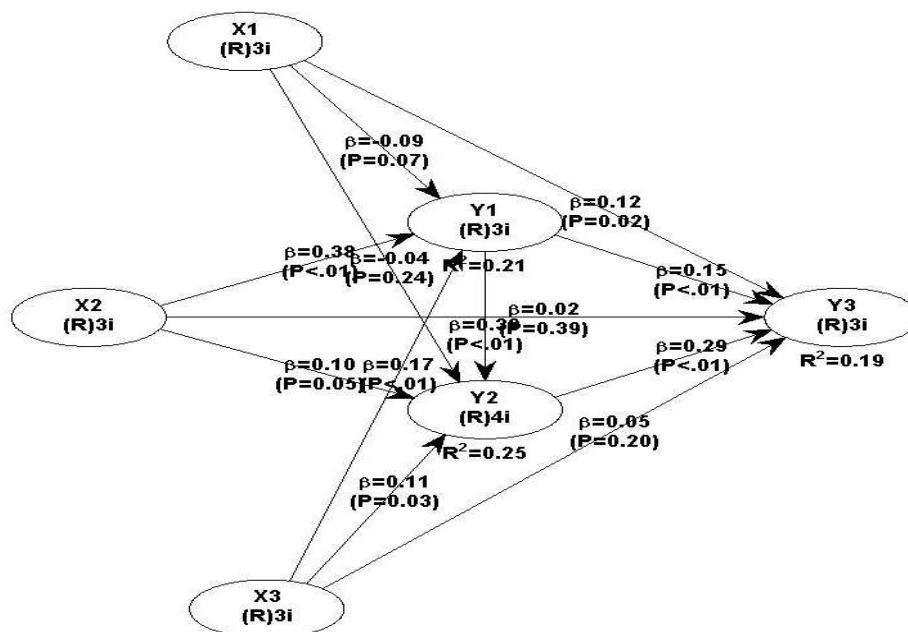 X1
(R)3i
β=-0.09
(P=0.07)
Y1
(R)3i
R²=0.21
β=0.12
(P=0.02)
β=0.38
(P<.01)
β=-0.04
(P=0.24)
β=0.15
(P<.01)
X2
(R)3i
β=0.02
(P=0.39)
(P<.01)
Y3
(R)3i
R²=0.19
β=0.10
(P=0.05)
β=0.17
(P<.01)
β=0.29
(P<.01)
Y2
(R)4i
R²=0.25
β=0.05
(P=0.20)
β=0.11
(P=0.03)
X3
(R)3i